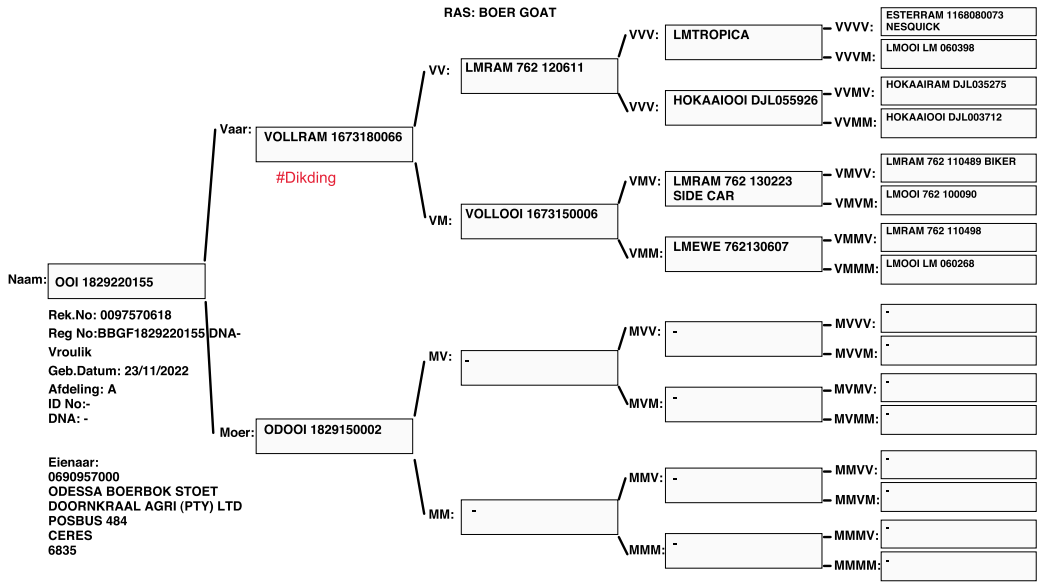 RAS: BOER GOAT
Naam: OOI 1829220155
Rek.No: 0097570618
Reg No:BBGF1829220155 DNA-
Vroulik
Geb.Datum: 23/11/2022
Afdeling: A
ID No:-
DNA: -
Eienaar:
0690957000
ODESSA BOERBOK STOET
DOORNKRAAL AGRI (PTY) LTD
POSBUS 484
CERES
6835
Vaar: VOLLRAM 1673180066
#Dikding
Moer: ODOOI 1829150002
VV: LMRAM 762 120611
VM: VOLLOOI 1673150006
MV: -
MM: -
VVV: LMTROPICA
VVV: HOKAAIOOI DJL055926
VMV: LMRAM 762 130223
SIDE CAR
VMM: LMEWE 762130607
MVV: -
MVM: -
MMV: -
MMM: -
VVVV: ESTERRAM 1168080073
NESQUICK
VVVM: LMOOI LM 060398
VVMV: HOKAAIRAM DJL035275
VVMM: HOKAAIOOI DJL003712
VMVV: LMRAM 762 110489 BIKER
VMVM: LMOOI 762 100090
VMMV: LMRAM 762 110498
VMMM: LMOOI LM 060268
MVVV: -
MVVM: -
MVMV: -
MVMM: -
MMVV: -
MMVM: -
MMMV: -
MMMM: -